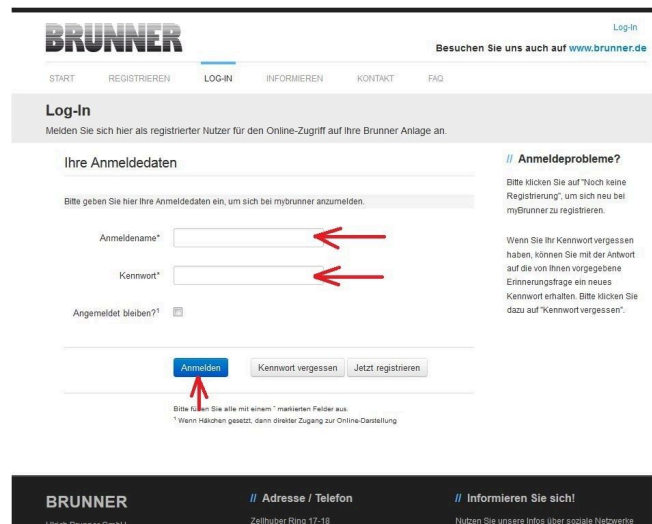 BRUNNER
Log-In
Besuchen Sie uns auch auf www.brunner.de
START REGISTRIEREN LOG-IN INFORMIEREN KONTAKT FAQ
Log-In
Melden Sie sich hier als registrierter Nutzer für den Online-Zugriff auf Ihre Brunner Anlage an.
Ihre Anmeldedaten
Bitte geben Sie hier Ihre Anmeldedaten ein, um sich bei mybrunner anzumelden.
Anmeldename*
Kennwort*
Angemeldet bleiben?¹
Anmelden Kennwort vergessen Jetzt registrieren
Bitte füllen Sie alle mit einem * markierten Felder aus.
¹ Wenn Häkchen gesetzt, dann direkter Zugang zur Online-Darstellung
// Anmeldeprobleme?
Bitte klicken Sie auf "Noch keine
Registrierung", um sich neu bei
myBrunner zu registrieren.
Wenn Sie Ihr Kennwort vergessen
haben, können Sie mit der Antwort
auf die von Ihnen vorgegebene
Erinnerungsfrage ein neues
Kennwort erhalten. Bitte klicken Sie
dazu auf "Kennwort vergessen".
BRUNNER
Ulrich Brunner GmbH
// Adresse / Telefon
Zellhuber Ring 17-18
// Informieren Sie sich!
Nutzen Sie unsere Infos über soziale Netzwerke